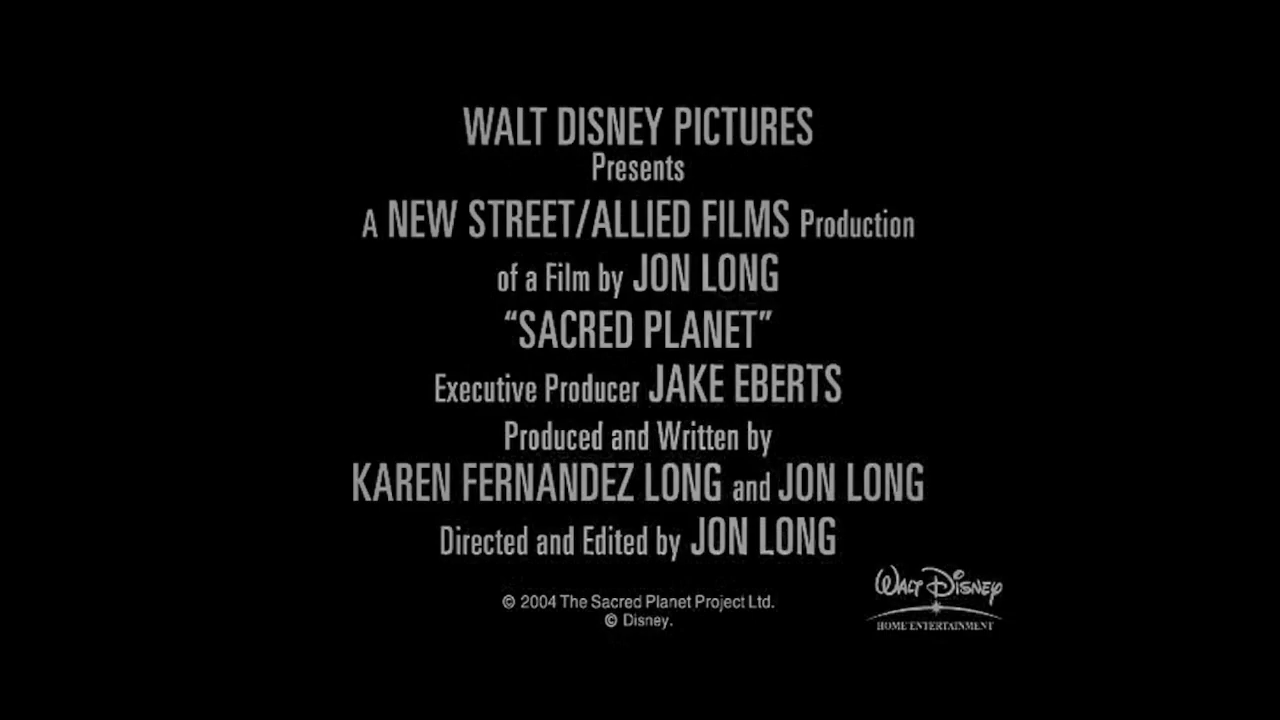 WALT DISNEY PICTURES
Presents
A NEW STREET/ALLIED FILMS Production
of a Film by JON LONG
“SACRED PLANET”
Executive Producer JAKE EBERTS
Produced and Written by
KAREN FERNANDEZ LONG and JON LONG
Directed and Edited by JON LONG
© 2004 The Sacred Planet Project Ltd.
© Disney.
WALT DISNEY
HOME ENTERTAINMENT